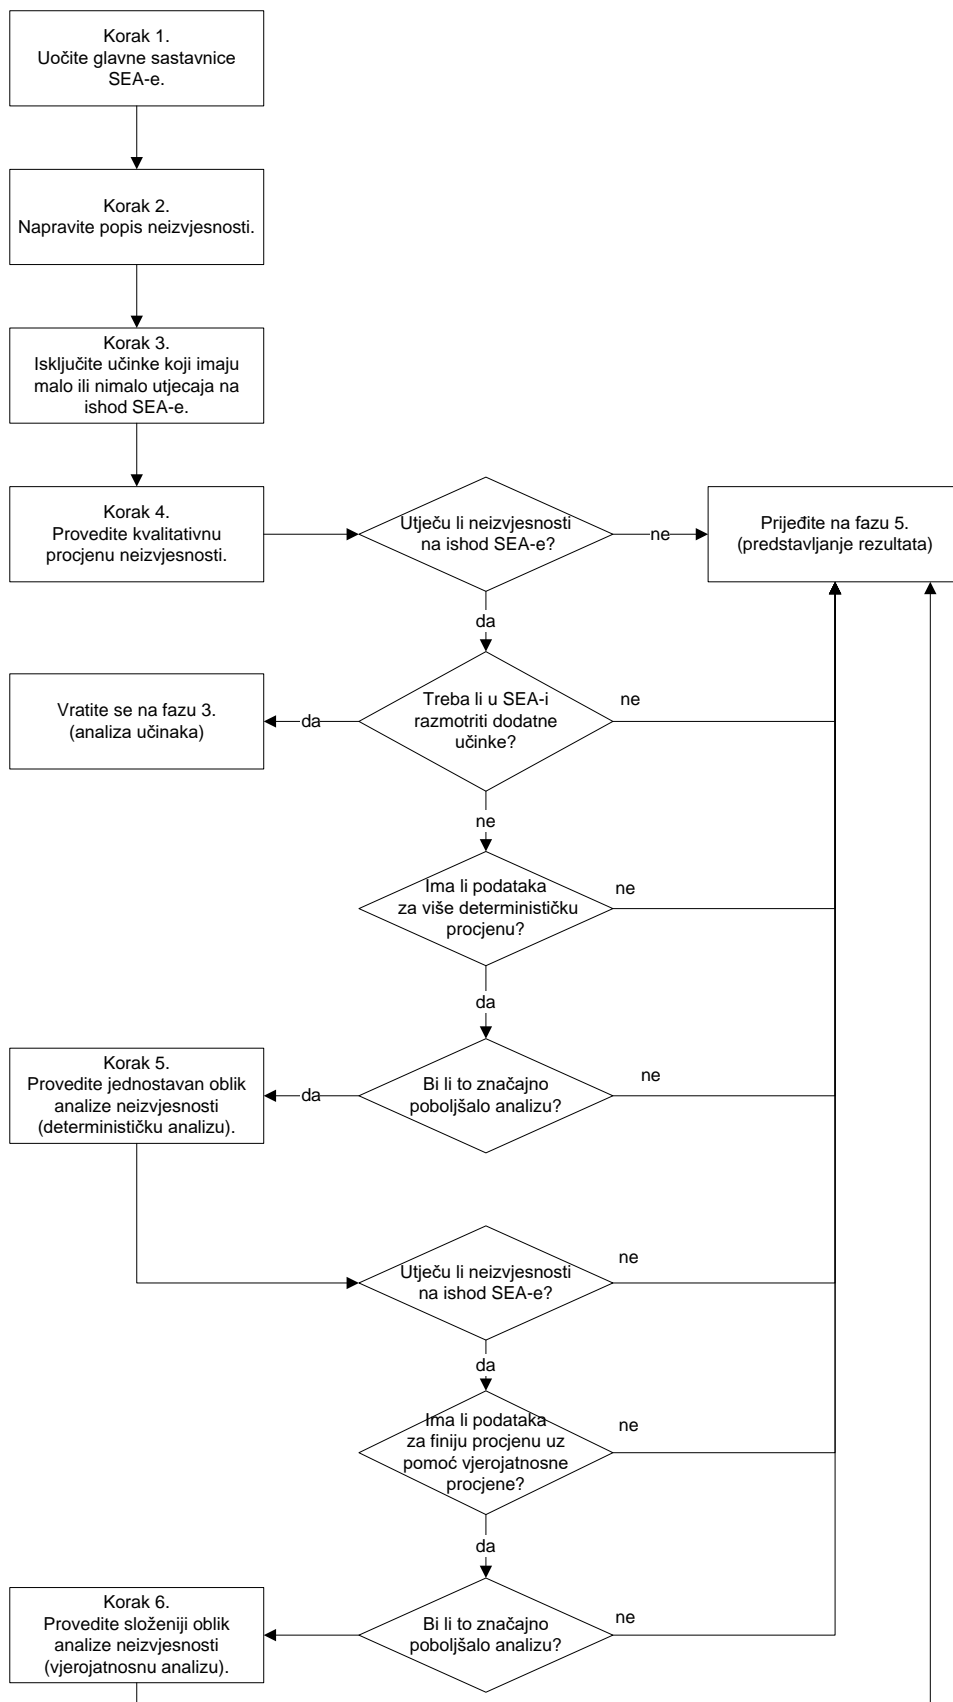 Korak 1.
Uočite glavne sastavnice
SEA-e.
Korak 2.
Napravite popis neizvjesnosti.
Korak 3.
Isključite učinke koji imaju
malo ili nimalo utjecaja na
ishod SEA-e.
Korak 4.
Provedite kvalitativnu
procjenu neizvjesnosti.
Utječu li neizvjesnosti
na ishod SEA-e?
ne
Prijeđite na fazu 5.
(predstavljanje rezultata)
da
Vratite se na fazu 3.
(analiza učinaka)
da
Treba li u SEA-i
razmotriti dodatne
učinke?
ne
ne
Ima li podataka
za više determinističku
procjenu?
ne
da
Korak 5.
Provedite jednostavan oblik
analize neizvjesnosti
(determinističku analizu).
da
Bi li to značajno
poboljšalo analizu?
ne
Utječu li neizvjesnosti
na ishod SEA-e?
ne
da
Ima li podataka
za finiju procjenu uz
pomoć vjerojatnosne
procjene?
ne
da
Korak 6.
Provedite složeniji oblik
analize neizvjesnosti
(vjerojatnosnu analizu).
Bi li to značajno
poboljšalo analizu?
ne